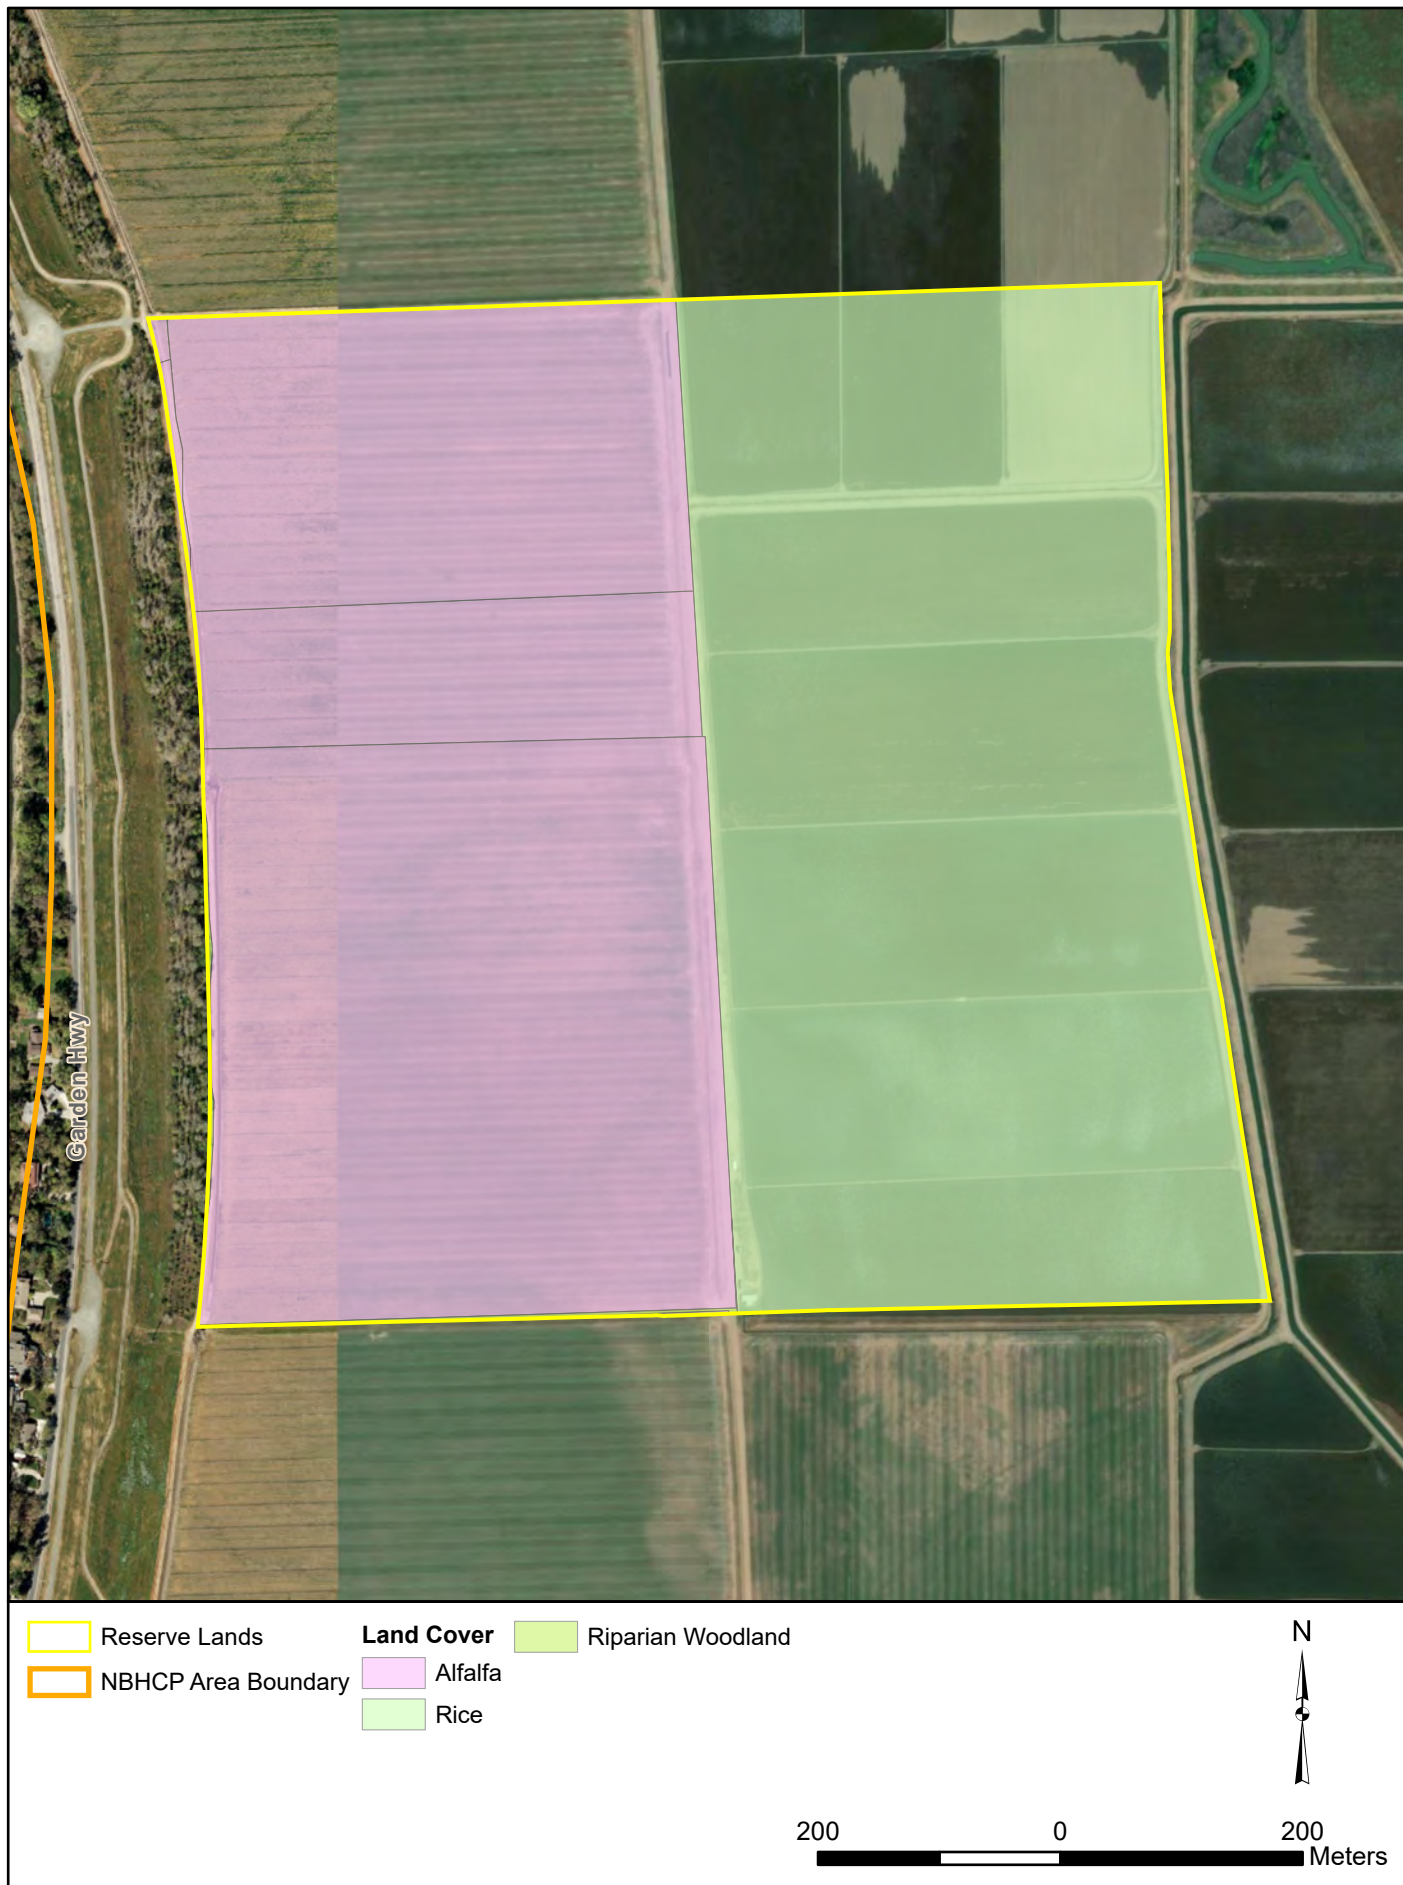 Garden Hwy
Reserve Lands
NBHCP Area Boundary
Land Cover
Alfalfa
Rice
Riparian Woodland
N
200 0 200
Meters